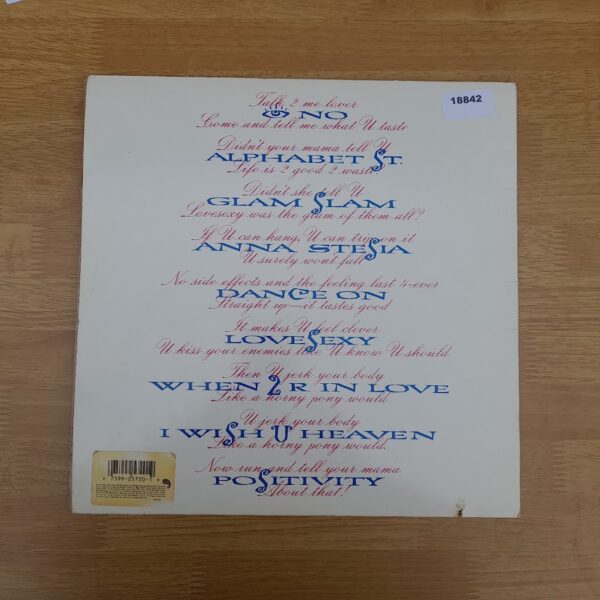 18842
Talk 2 me lover
NO
Come and tell me what U taste
Didn't your mama tell U
ALPHABET ST.
Life is 2 good 2 waste
Didn't she tell U
GLAM SLAM
Lovesexy was the glam of them all?
If U can hang, U can trip on it
ANNA STESIA
U surely won't fall
No side effects and the feeling last 4-ever
DANCE ON
Straight up—it tastes good
It makes U feel clever
LOVESEXY
U kiss your enemies like U know U should
Then U jerk your body
WHEN 2 R IN LOVE
Like a horny pony would
U jerk your body
I WISH U HEAVEN
Like a horny pony would.
Now run and tell your mama
POSITIVITY
About that!
0 7599-25720-1